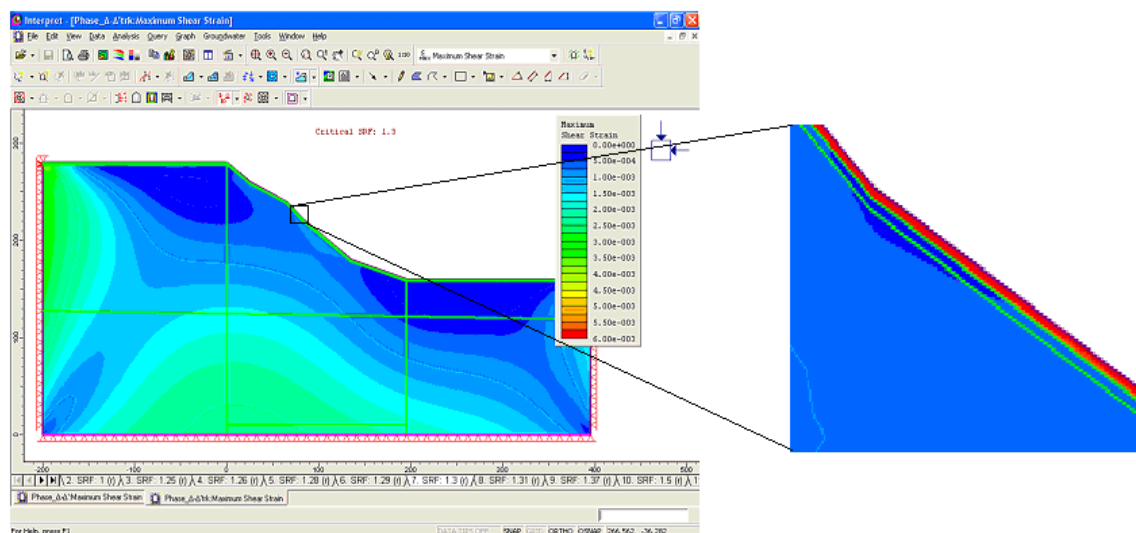 Interpret - [Phase_Δ-Δ'trk:Maximum Shear Strain]
File Edit View Data Analysis Query Graph Groundwater Tools Window Help
Maximum Shear Strain
Critical SRF: 1.3
Maximum
Shear Strain
0.00e+000
5.00e-004
1.00e-003
1.50e-003
2.00e-003
2.50e-003
3.00e-003
3.50e-003
4.00e-003
4.50e-003
5.00e-003
5.50e-003
6.00e-003
300
200
100
0
-200 -100 0 100 200 300 400 500
2. SRF: 1 (r) 3. SRF: 1.25 (r) 4. SRF: 1.26 (r) 5. SRF: 1.28 (r) 6. SRF: 1.29 (r) 7. SRF: 1.3 (r) 8. SRF: 1.31 (r) 9. SRF: 1.37 (r) 10. SRF: 1.5 (r) 1
Phase_Δ-Δ':Maximum Shear Strain Phase_Δ-Δ'trk:Maximum Shear Strain
For Help, press F1 DATA TIPS OFF SNAP GRID ORTHO OSNAP 266.562, -36.282